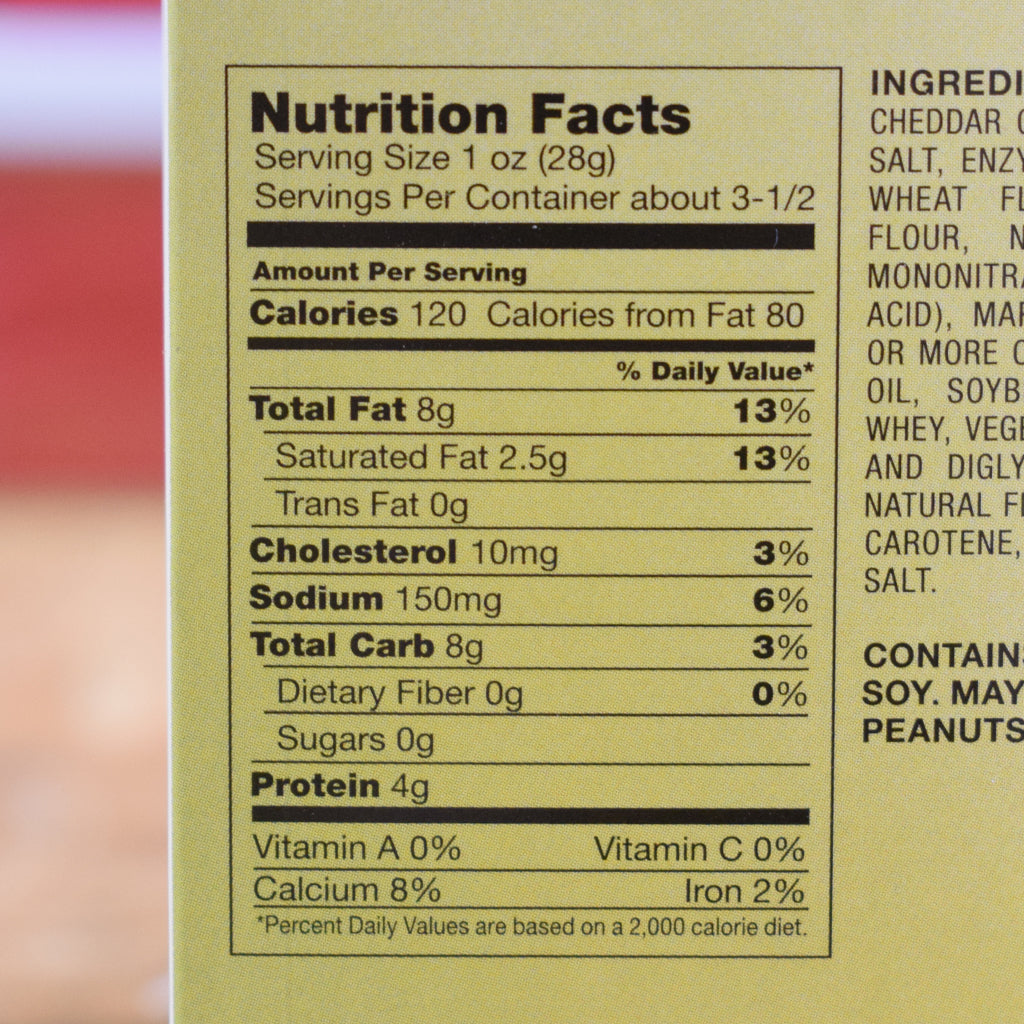 Nutrition Facts
Serving Size 1 oz (28g)
Servings Per Container about 3-1/2
Amount Per Serving
Calories 120 Calories from Fat 80
% Daily Value*
Total Fat 8g 13%
Saturated Fat 2.5g 13%
Trans Fat 0g
Cholesterol 10mg 3%
Sodium 150mg 6%
Total Carb 8g 3%
Dietary Fiber 0g 0%
Sugars 0g
Protein 4g
Vitamin A 0% Vitamin C 0%
Calcium 8% Iron 2%
*Percent Daily Values are based on a 2,000 calorie diet.
CHEDDAR
SALT,
WHEAT
FLOUR,
ACID),
OR MORE
OIL,
WHEY,
AND
NATURAL
CAROTENE,
SALT.
SOY. MAY
PEANUTS